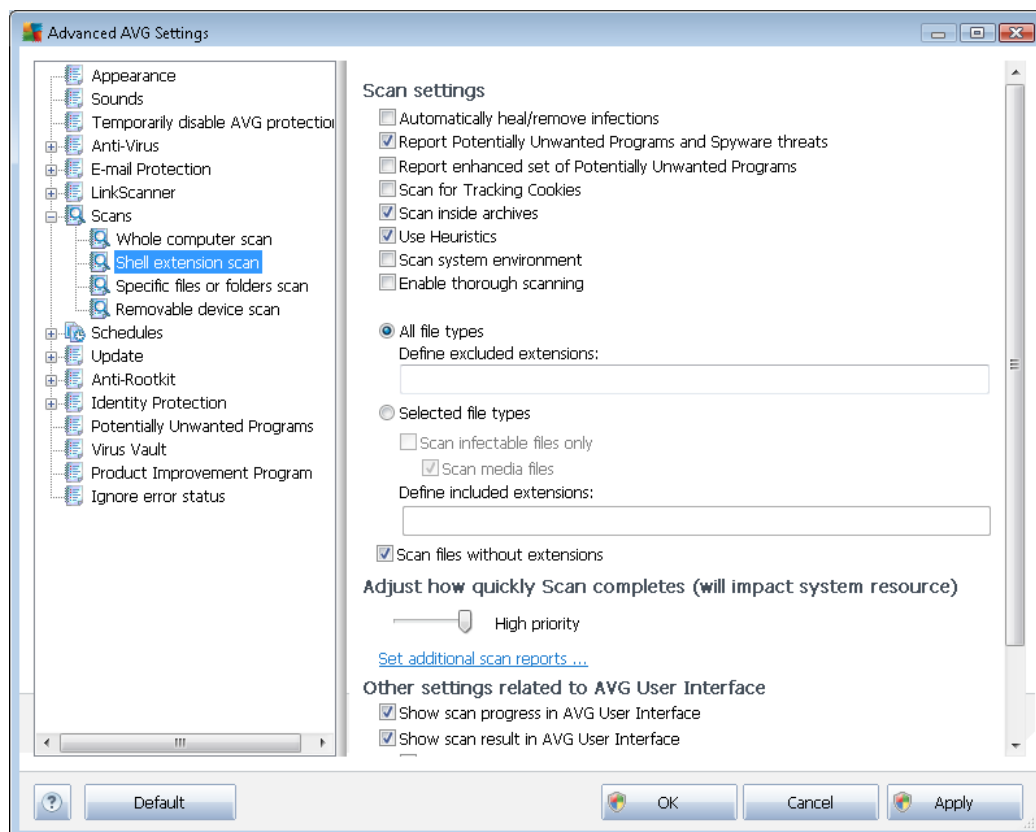 Advanced AVG Settings
Appearance
Sounds
Temporarily disable AVG protectio
Anti-Virus
E-mail Protection
LinkScanner
Scans
Whole computer scan
Shell extension scan
Specific files or folders scan
Removable device scan
Schedules
Update
Anti-Rootkit
Identity Protection
Potentially Unwanted Programs
Virus Vault
Product Improvement Program
Ignore error status
Scan settings
Automatically heal/remove infections
Report Potentially Unwanted Programs and Spyware threats
Report enhanced set of Potentially Unwanted Programs
Scan for Tracking Cookies
Scan inside archives
Use Heuristics
Scan system environment
Enable thorough scanning
All file types
Define excluded extensions:
Selected file types
Scan infectable files only
Scan media files
Define included extensions:
Scan files without extensions
Adjust how quickly Scan completes (will impact system resource)
High priority
Set additional scan reports ...
Other settings related to AVG User Interface
Show scan progress in AVG User Interface
Show scan result in AVG User Interface
? Default OK Cancel Apply